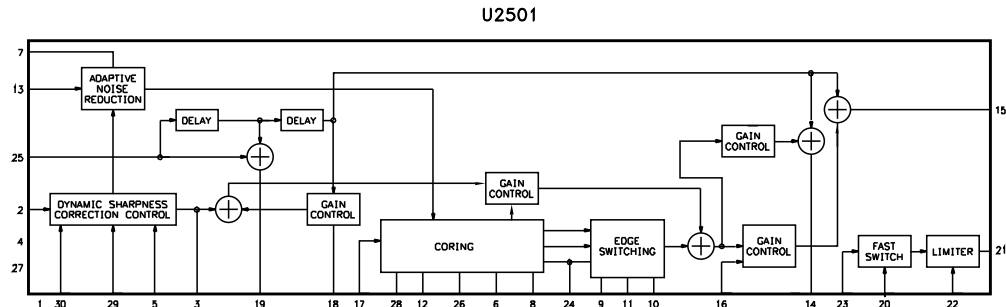 U2501
7
ADAPTIVE
NOISE
REDUCTION
13
15
DELAY
DELAY
GAIN
CONTROL
25
GAIN
CONTROL
DYNAMIC SHARPNESS
CORRECTION CONTROL
2
GAIN
CONTROL
4
CORING
EDGE
SWITCHING
GAIN
CONTROL
FAST
SWITCH
LIMITER
21
27
1
30
29
5
3
19
18
17
28
12
26
6
8
24
9
11
10
16
14
23
20
22